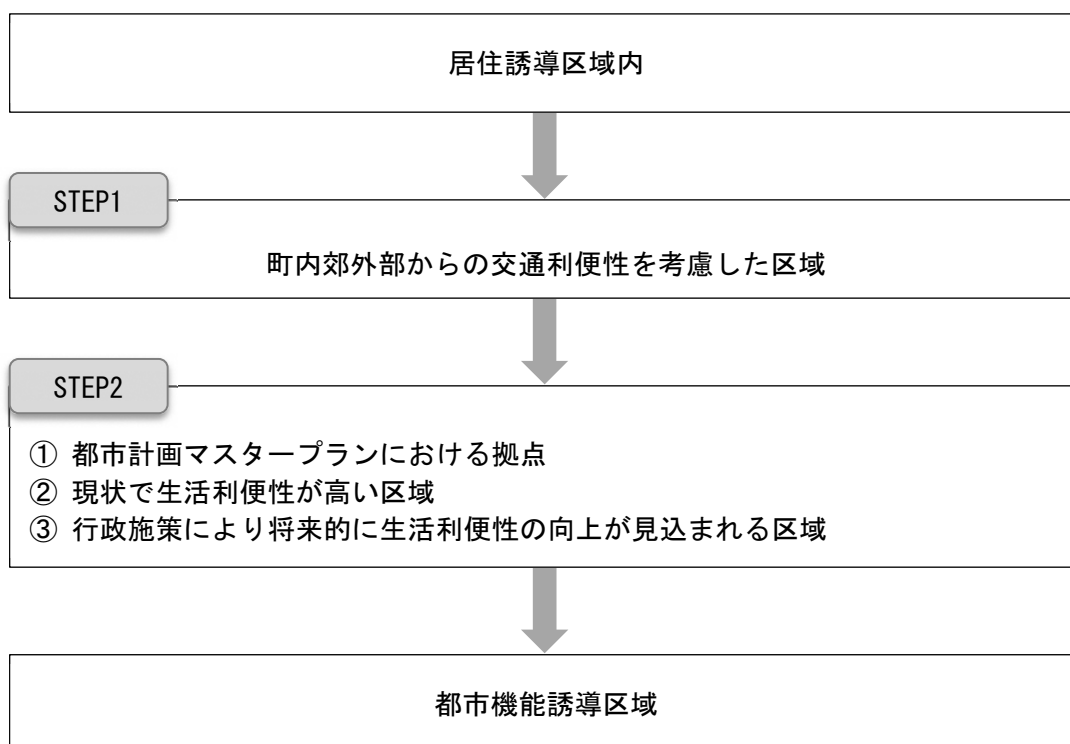 居住誘導区域内
STEP1
町内郊外部からの交通利便性を考慮した区域
STEP2
① 都市計画マスタープランにおける拠点
② 現状で生活利便性が高い区域
③ 行政施策により将来的に生活利便性の向上が見込まれる区域
都市機能誘導区域